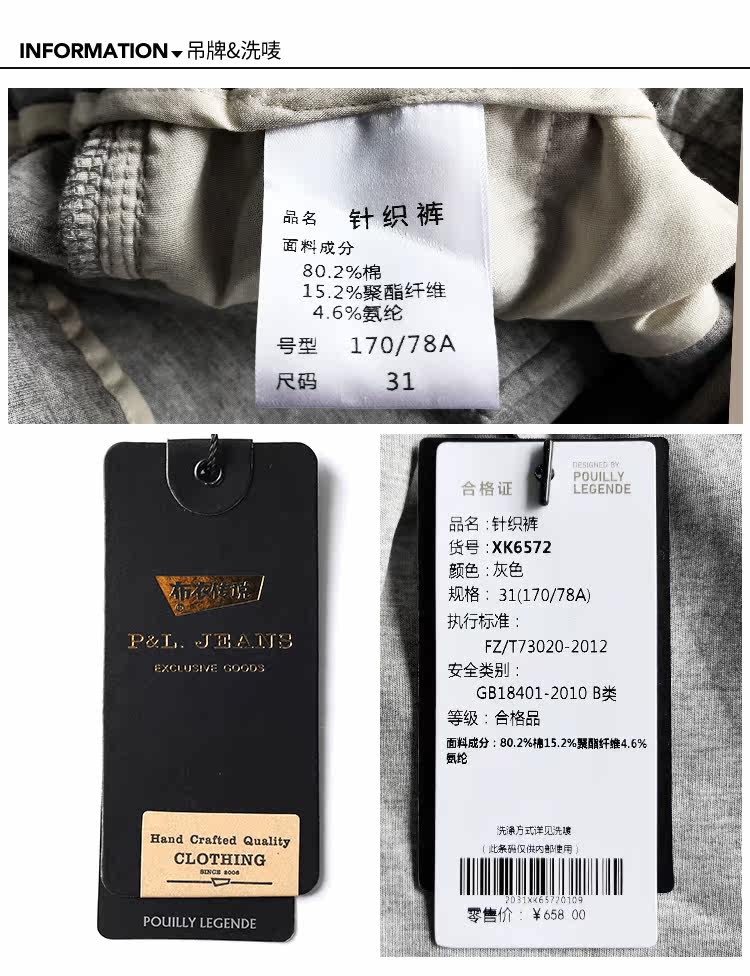 INFORMATION 吊牌&洗唛
品名 针织裤
面料成分
80.2%棉
15.2%聚酯纤维
4.6%氨纶
号型 170/78A
尺码 31
布衣传说
P&L JEANS
EXCLUSIVE GOODS
Hand Crafted Quality
CLOTHING
SINCE 2006
POUILLY LEGENDE
合格证
DESIGNED BY
POUILLY
LEGENDE
品名:针织裤
货号:XK6572
颜色:灰色
规格: 31(170/78A)
执行标准:
FZ/T73020-2012
安全类别:
GB18401-2010 B类
等级:合格品
面料成分:80.2%棉15.2%聚酯纤维4.6%
氨纶
洗涤方式详见洗唛
(此条码仅供内部使用)
2031XK65720109
零售价: ¥658 00